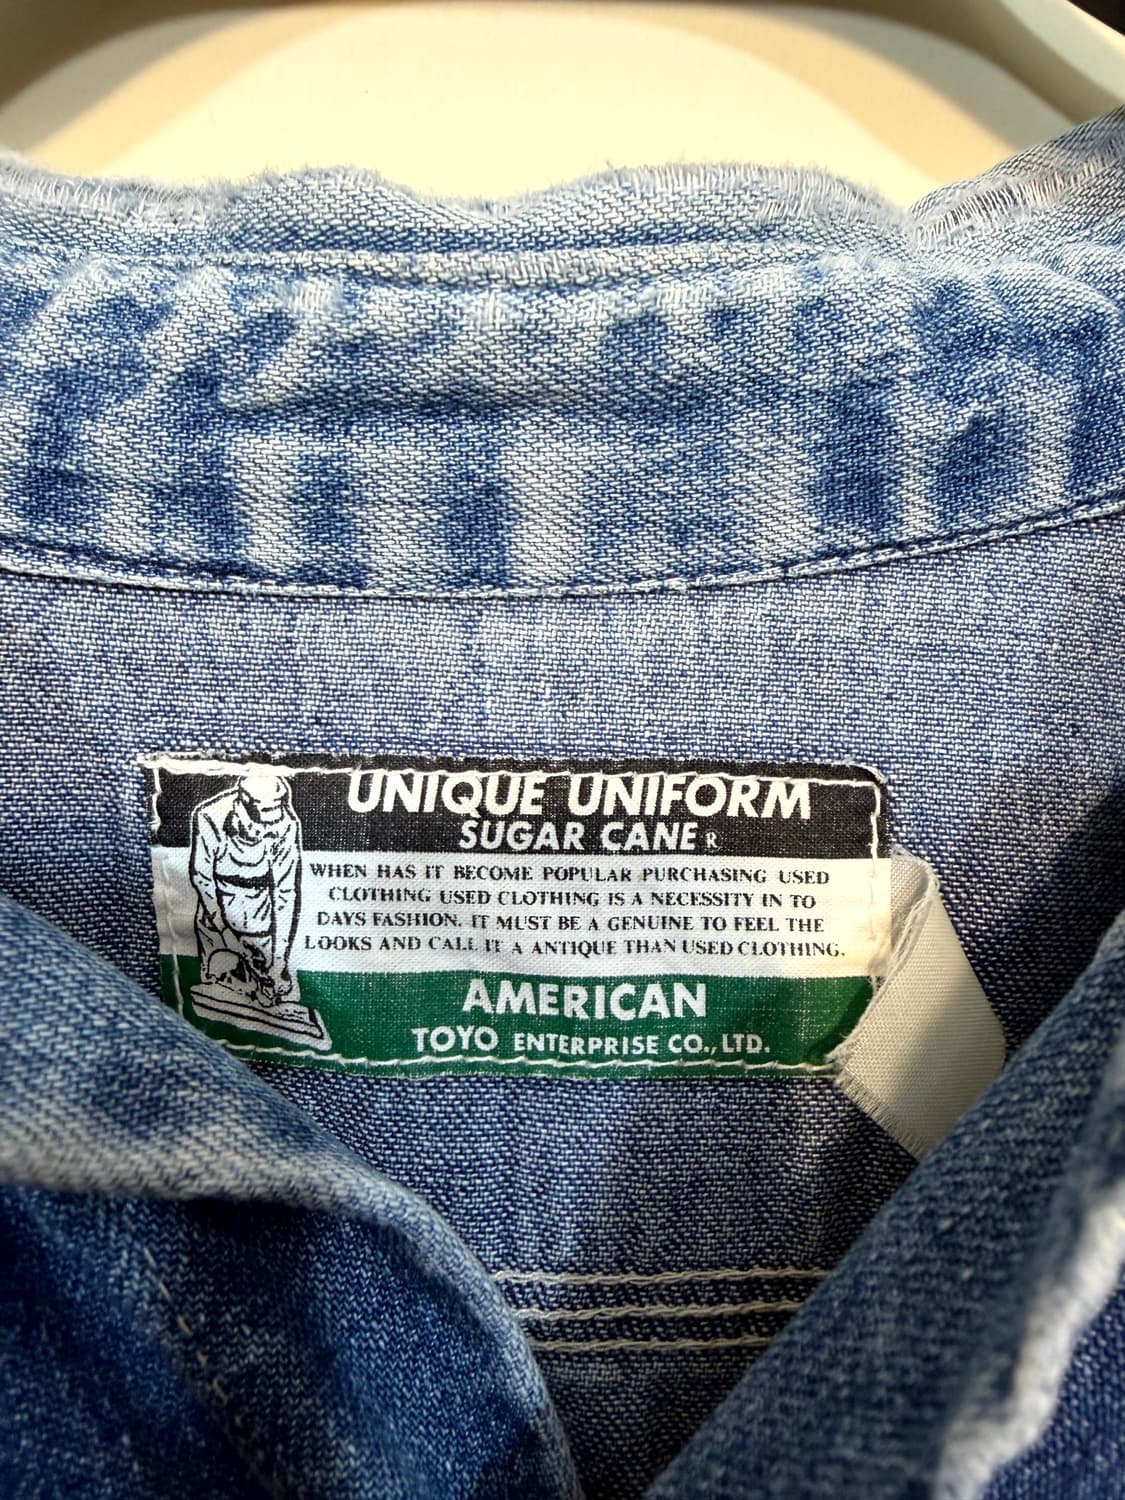 UNIQUE UNIFORM
SUGAR CANE R
WHEN HAS IT BECOME POPULAR PURCHASING USED
CLOTHING USED CLOTHING IS A NECESSITY IN TO
DAYS FASHION. IT MUST BE A GENUINE TO FEEL THE
LOOKS AND CALL IT A ANTIQUE THAN USED CLOTHING.
AMERICAN
TOYO ENTERPRISE CO., LTD.